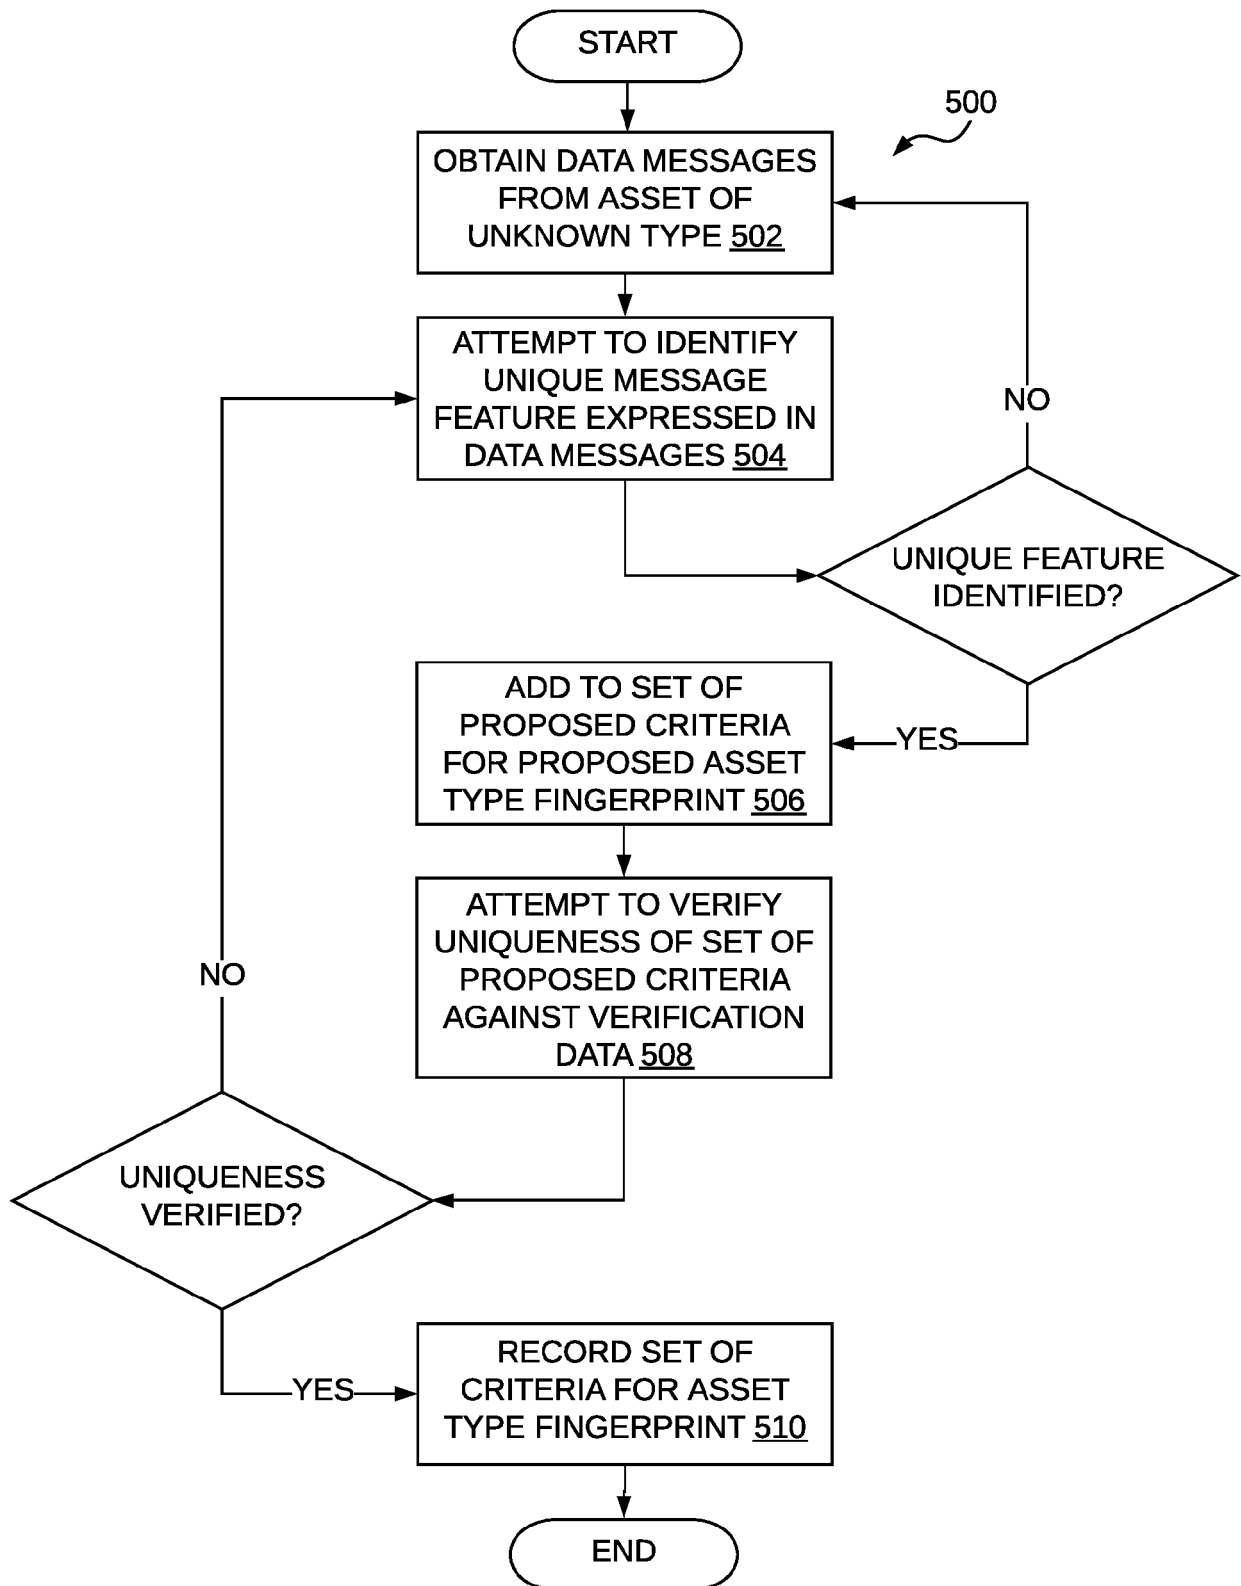 START
500
OBTAIN DATA MESSAGES
FROM ASSET OF
UNKNOWN TYPE 502
ATTEMPT TO IDENTIFY
UNIQUE MESSAGE
FEATURE EXPRESSED IN
DATA MESSAGES 504
NO
UNIQUE FEATURE
IDENTIFIED?
ADD TO SET OF
PROPOSED CRITERIA
FOR PROPOSED ASSET
TYPE FINGERPRINT 506
YES
ATTEMPT TO VERIFY
UNIQUENESS OF SET OF
PROPOSED CRITERIA
AGAINST VERIFICATION
DATA 508
NO
UNIQUENESS
VERIFIED?
YES
RECORD SET OF
CRITERIA FOR ASSET
TYPE FINGERPRINT 510
END